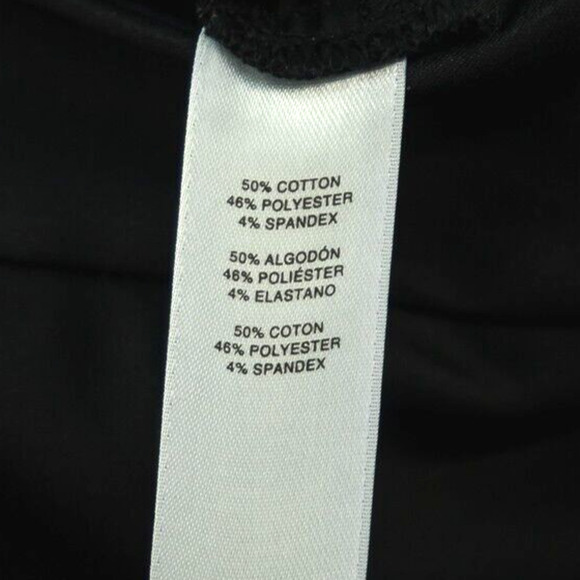 50% COTTON
46% POLYESTER
4% SPANDEX
50% ALGODÓN
46% POLIÉSTER
4% ELASTANO
50% COTON
46% POLYESTER
4% SPANDEX